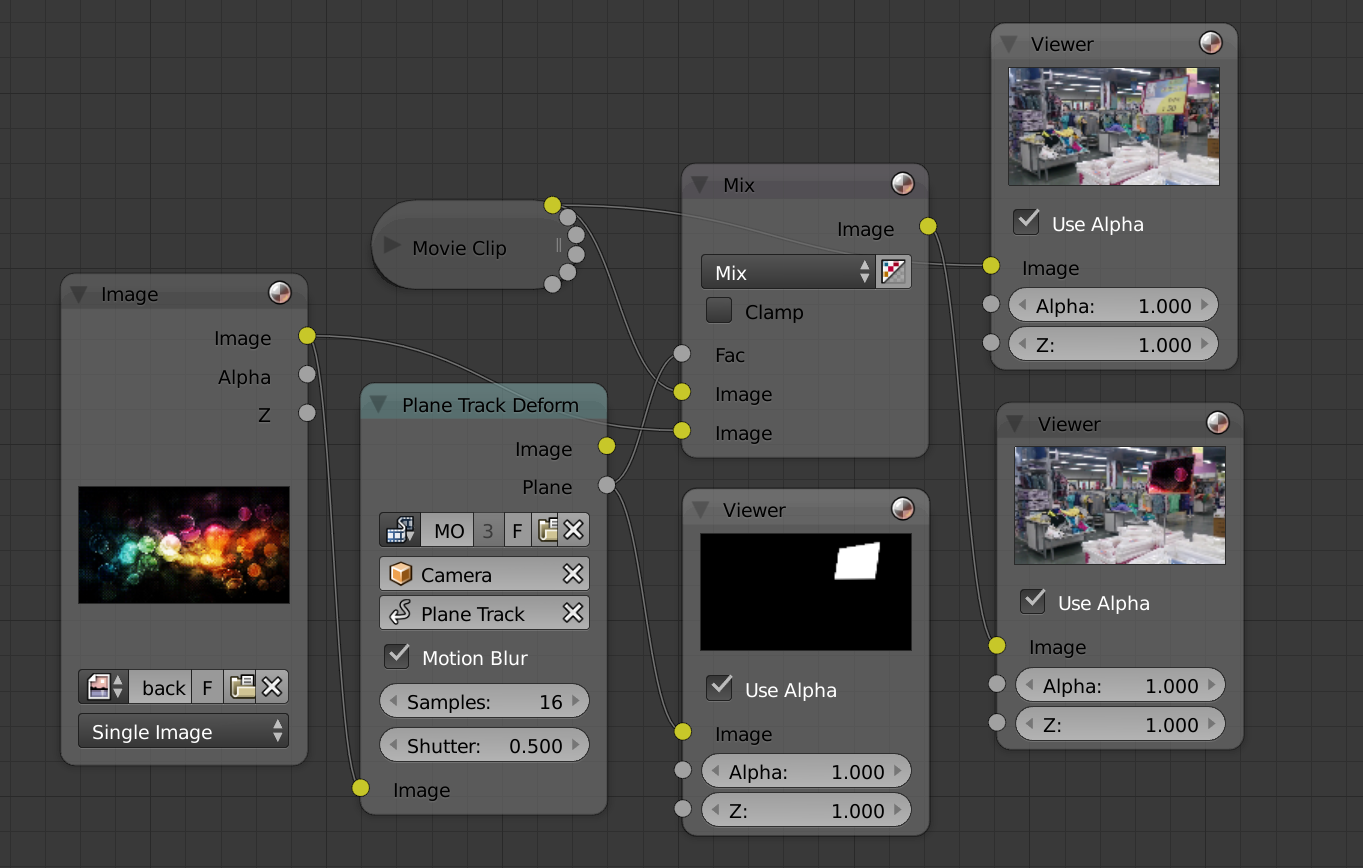 Image
Image
Alpha
Z
back F
Single Image
Movie Clip
Plane Track Deform
Image
Plane
MO 3 F
Camera
Plane Track
Motion Blur
Samples: 16
Shutter: 0.500
Image
Mix
Image
Mix
Clamp
Fac
Image
Image
Viewer
Use Alpha
Image
Alpha: 1.000
Z: 1.000
Viewer
Use Alpha
Image
Alpha: 1.000
Z: 1.000
Viewer
Use Alpha
Image
Alpha: 1.000
Z: 1.000